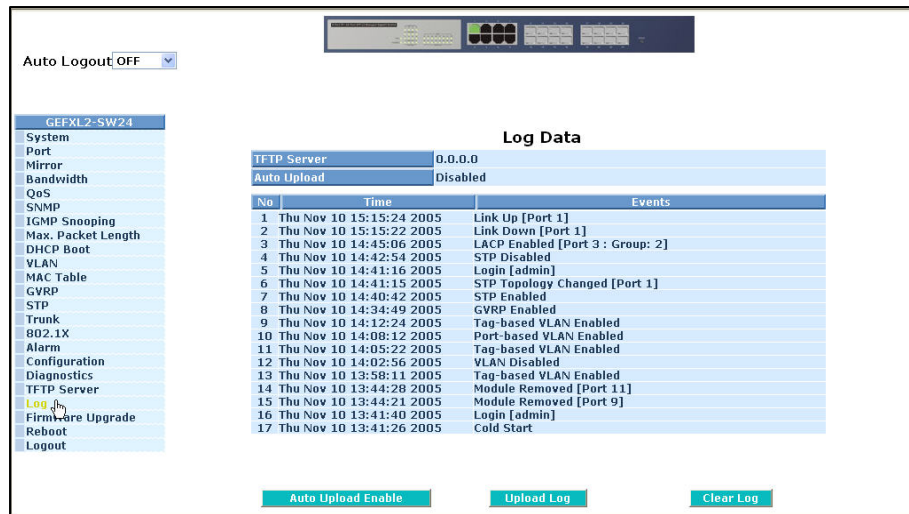 Auto Logout OFF
GEFXL2-SW24
System
Port
Mirror
Bandwidth
QoS
SNMP
IGMP Snooping
Max. Packet Length
DHCP Boot
VLAN
MAC Table
GVRP
STP
Trunk
802.1X
Alarm
Configuration
Diagnostics
TFTP Server
Log
Firmware Upgrade
Reboot
Logout
Log Data
TFTP Server 0.0.0.0
Auto Upload Disabled
No Time Events
1 Thu Nov 10 15:15:24 2005 Link Up [Port 1]
2 Thu Nov 10 15:15:22 2005 Link Down [Port 1]
3 Thu Nov 10 14:45:06 2005 LACP Enabled [Port 3 : Group: 2]
4 Thu Nov 10 14:42:54 2005 STP Disabled
5 Thu Nov 10 14:41:16 2005 Login [admin]
6 Thu Nov 10 14:41:15 2005 STP Topology Changed [Port 1]
7 Thu Nov 10 14:40:42 2005 STP Enabled
8 Thu Nov 10 14:34:49 2005 GVRP Enabled
9 Thu Nov 10 14:12:24 2005 Tag-based VLAN Enabled
10 Thu Nov 10 14:08:12 2005 Port-based VLAN Enabled
11 Thu Nov 10 14:05:22 2005 Tag-based VLAN Enabled
12 Thu Nov 10 14:02:56 2005 VLAN Disabled
13 Thu Nov 10 13:58:11 2005 Tag-based VLAN Enabled
14 Thu Nov 10 13:44:28 2005 Module Removed [Port 11]
15 Thu Nov 10 13:44:21 2005 Module Removed [Port 9]
16 Thu Nov 10 13:41:40 2005 Login [admin]
17 Thu Nov 10 13:41:26 2005 Cold Start
Auto Upload Enable Upload Log Clear Log